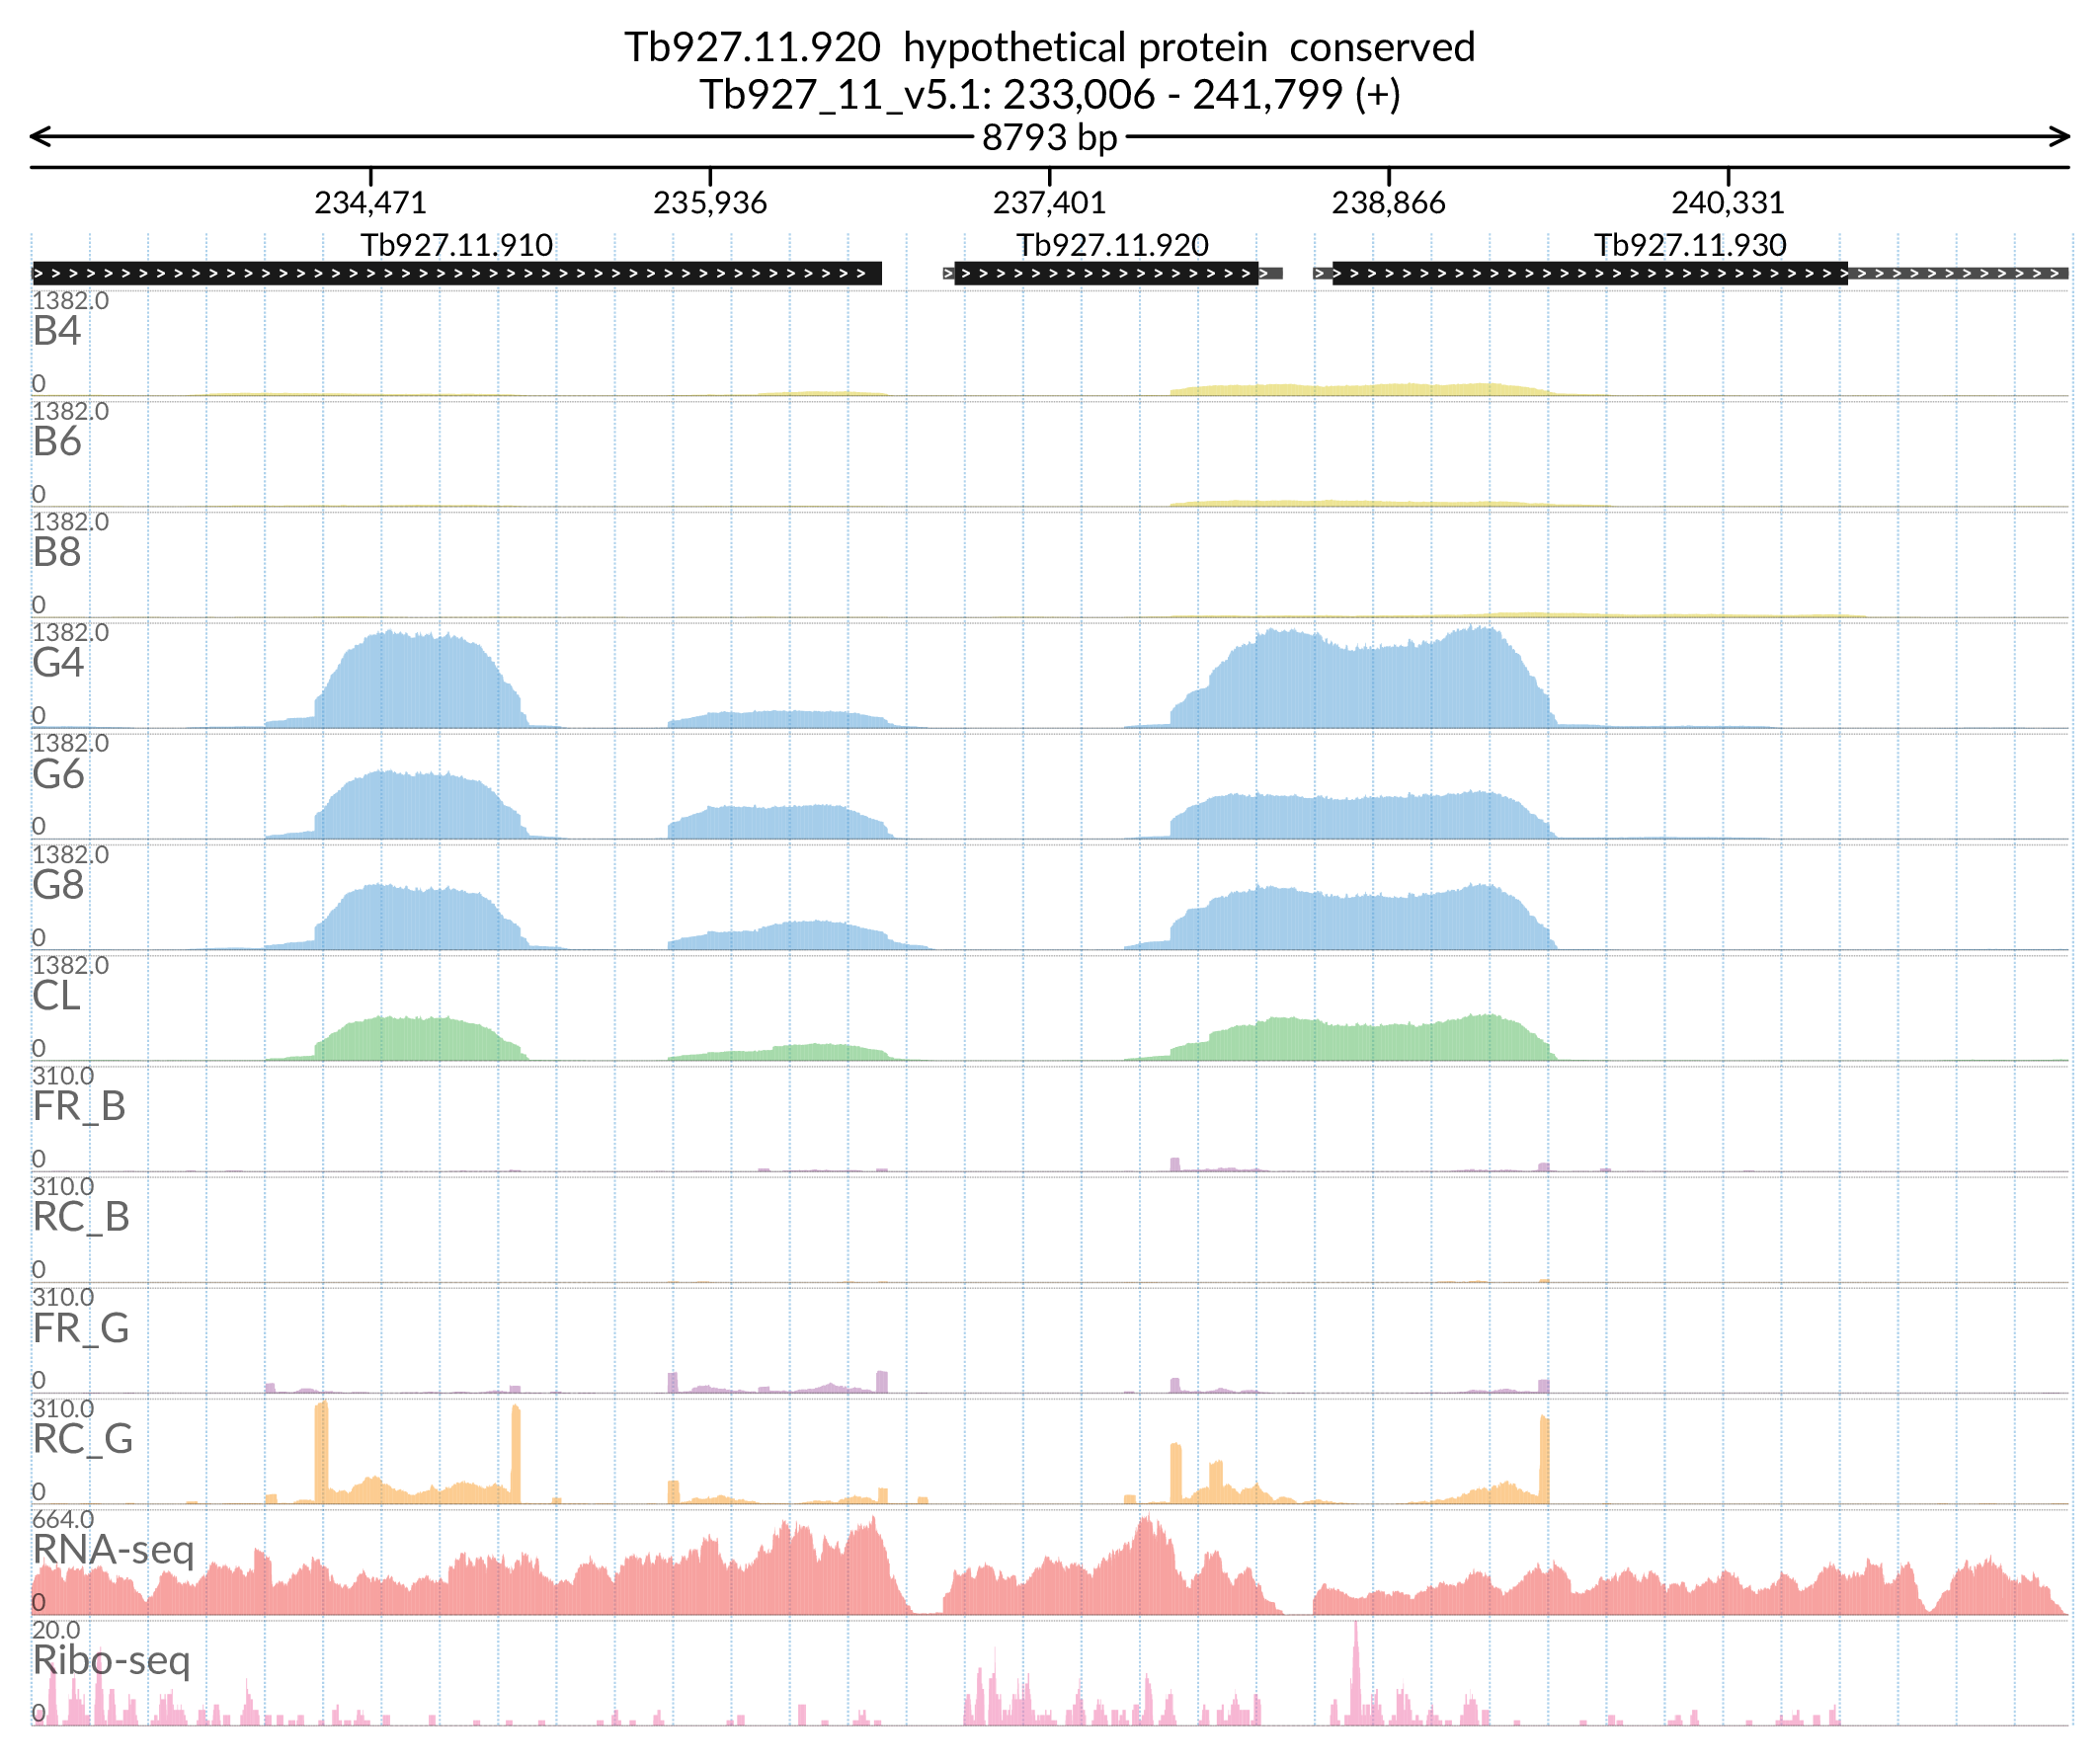 Tb927.11.920  hypothetical protein  conserved
Tb927_11_v5.1: 233,006 - 241,799 (+)
8793 bp
234,471 235,936 237,401 238,866 240,331
Tb927.11.910 Tb927.11.920 Tb927.11.930
1382.0
B4
0
1382.0
B6
0
1382.0
B8
0
1382.0
G4
0
1382.0
G6
0
1382.0
G8
0
1382.0
CL
0
310.0
FR_B
0
310.0
RC_B
0
310.0
FR_G
0
310.0
RC_G
0
664.0
RNA-seq
0
20.0
Ribo-seq
0